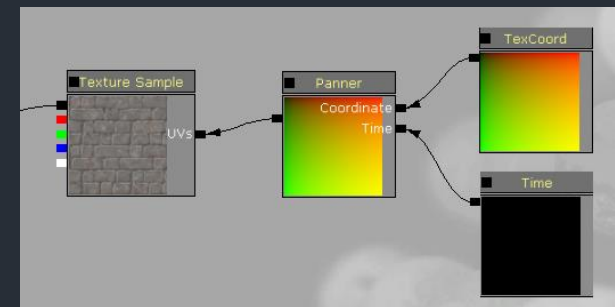 Texture Sample
UVs
Panner
Coordinate
Time
TexCoord
Time